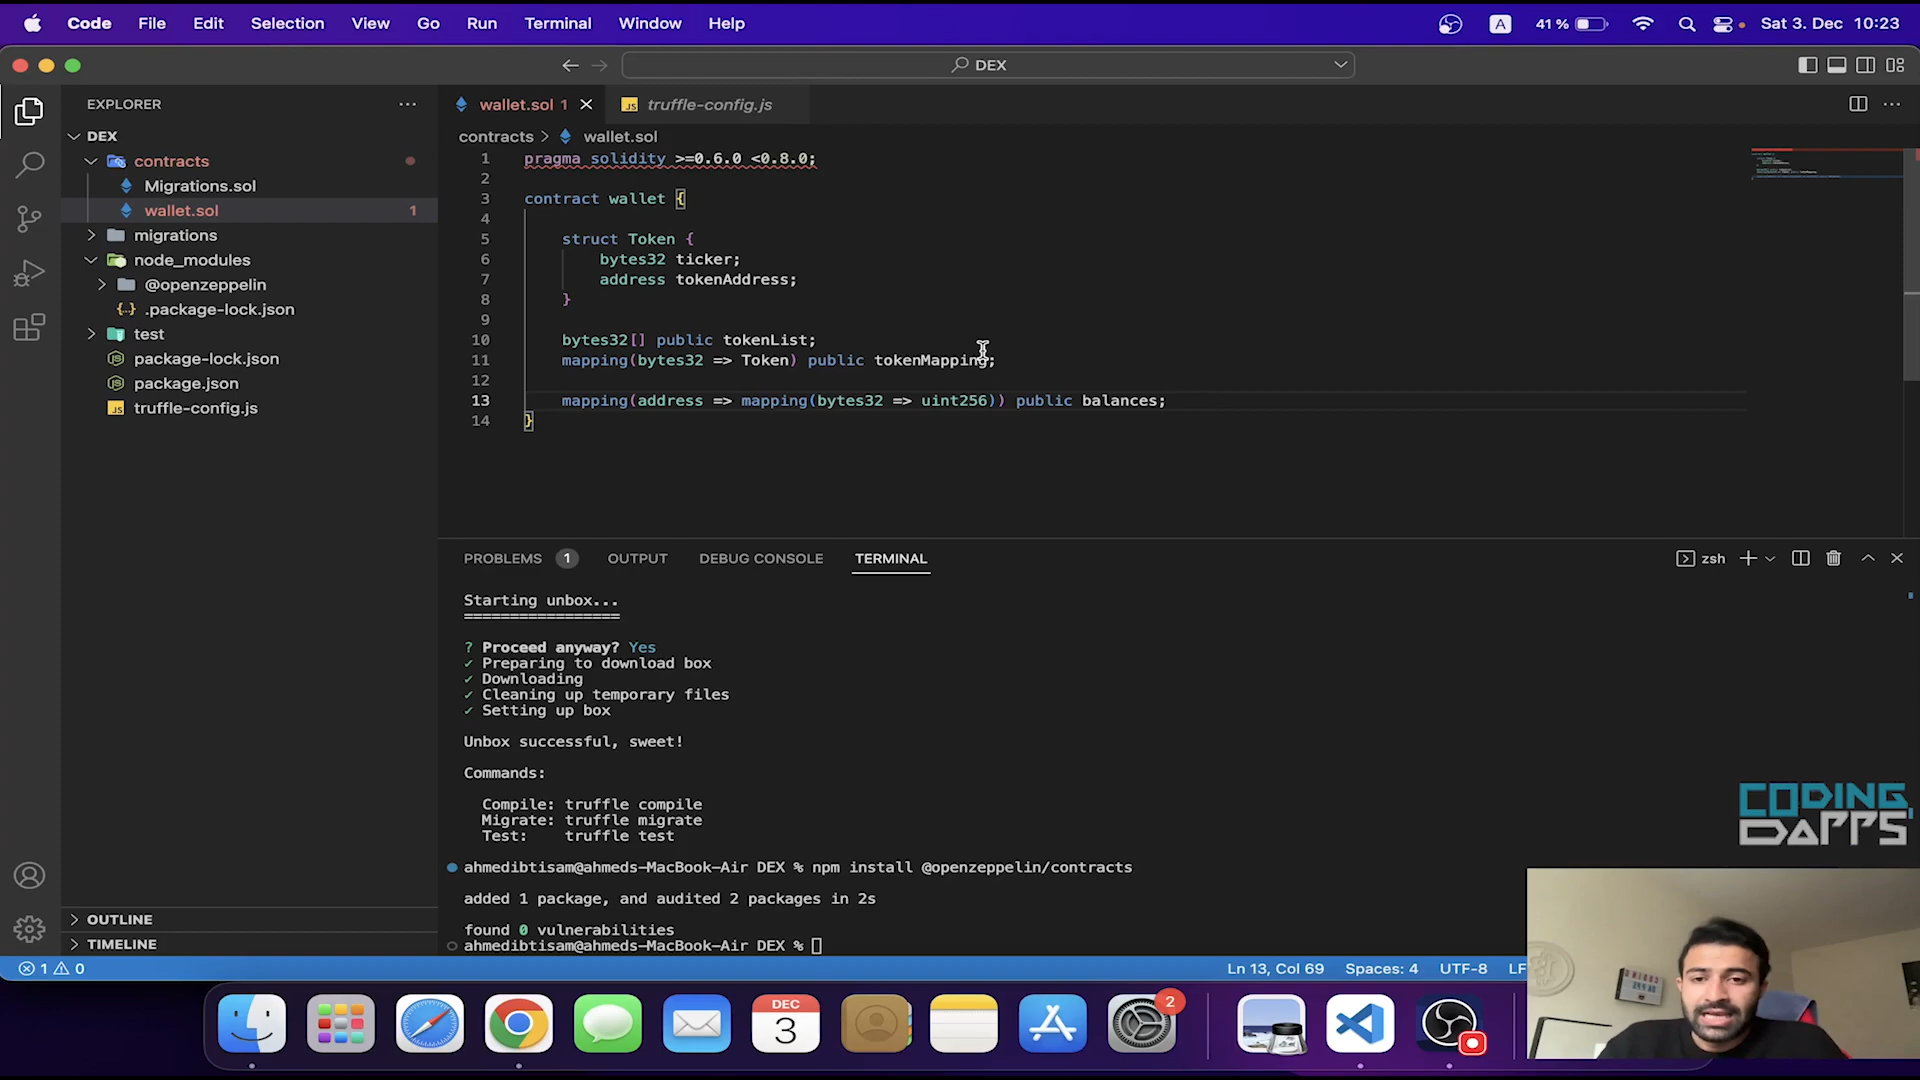 Code File Edit Selection View Go Run Terminal Window Help A 41 % Sat 3. Dec 10:23
DEX
EXPLORER
DEX
contracts
Migrations.sol
wallet.sol 1
migrations
node_modules
@openzeppelin
{..} .package-lock.json
test
package-lock.json
package.json
JS truffle-config.js
OUTLINE
TIMELINE
wallet.sol 1
JS truffle-config.js
contracts > wallet.sol
1 pragma solidity >=0.6.0 <0.8.0;
2
3 contract wallet {
4
5 struct Token {
6 bytes32 ticker;
7 address tokenAddress;
8 }
9
10 bytes32[] public tokenList;
11 mapping(bytes32 => Token) public tokenMapping;
12
13 mapping(address => mapping(bytes32 => uint256)) public balances;
14 }
PROBLEMS 1 OUTPUT DEBUG CONSOLE TERMINAL zsh
Starting unbox...
=================
? Proceed anyway? Yes
✓ Preparing to download box
✓ Downloading
✓ Cleaning up temporary files
✓ Setting up box
Unbox successful, sweet!
Commands:
Compile: truffle compile
Migrate: truffle migrate
Test: truffle test
ahmedibtisam@ahmeds-MacBook-Air DEX % npm install @openzeppelin/contracts
added 1 package, and audited 2 packages in 2s
found 0 vulnerabilities
ahmedibtisam@ahmeds-MacBook-Air DEX %
CODING
DAPPS
1 0 Ln 13, Col 69 Spaces: 4 UTF-8 LF
DEC
3
2